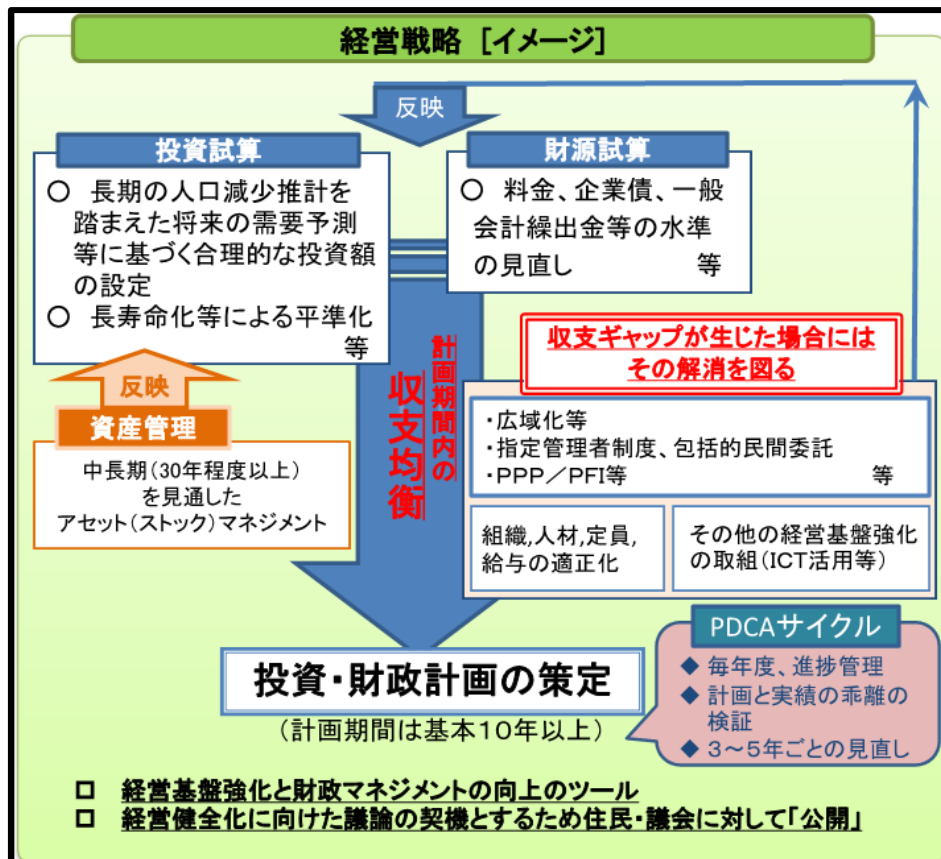 経営戦略 [イメージ]
反映
投資試算
○ 長期の人口減少推計を
踏まえた将来の需要予測
等に基づく合理的な投資額
の設定
○ 長寿命化等による平準化
等
財源試算
○ 料金、企業債、一般
会計繰出金等の水準
の見直し 等
反映
資産管理
中長期(30年程度以上)
を見通した
アセット(ストック)マネジメント
計画期間内の
収支均衡
収支ギャップが生じた場合には
その解消を図る
・広域化等
・指定管理者制度、包括的民間委託
・PPP/PFI等 等
組織,人材,定員,
給与の適正化
その他の経営基盤強化
の取組(ICT活用等)
投資・財政計画の策定
(計画期間は基本10年以上)
PDCAサイクル
◆ 毎年度、進捗管理
◆ 計画と実績の乖離の
検証
◆ 3~5年ごとの見直し
□ 経営基盤強化と財政マネジメントの向上のツール
□ 経営健全化に向けた議論の契機とするため住民・議会に対して「公開」